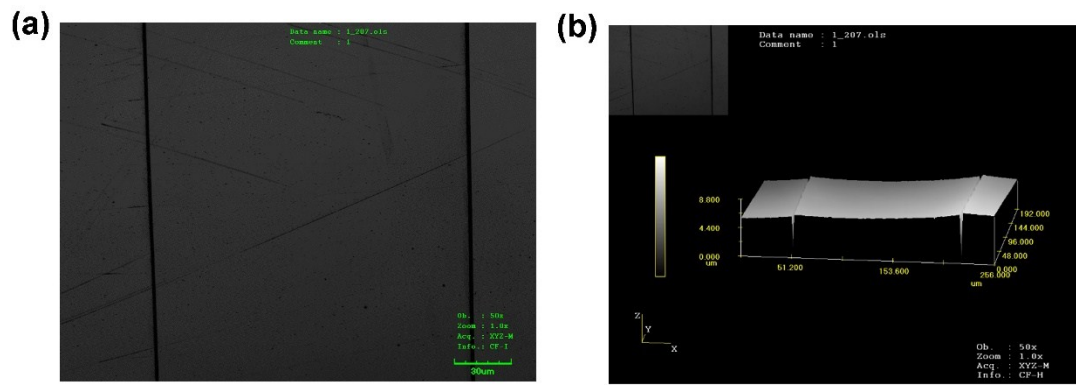 (a)
Data name : 1_207.ols
Comment : 1
Ob. : 50x
Zoom : 1.0x
Acq. : XYZ-M
Info.: CF-I
30um
(b)
Data name : 1_207.ols
Comment : 1
8.800
4.400
0.000
um
51.200
153.600
256.000
um
0.000
48.000
96.000
144.000
192.000
Z
Y
X
Ob. : 50x
Zoom : 1.0x
Acq. : XYZ-M
Info.: CF-H